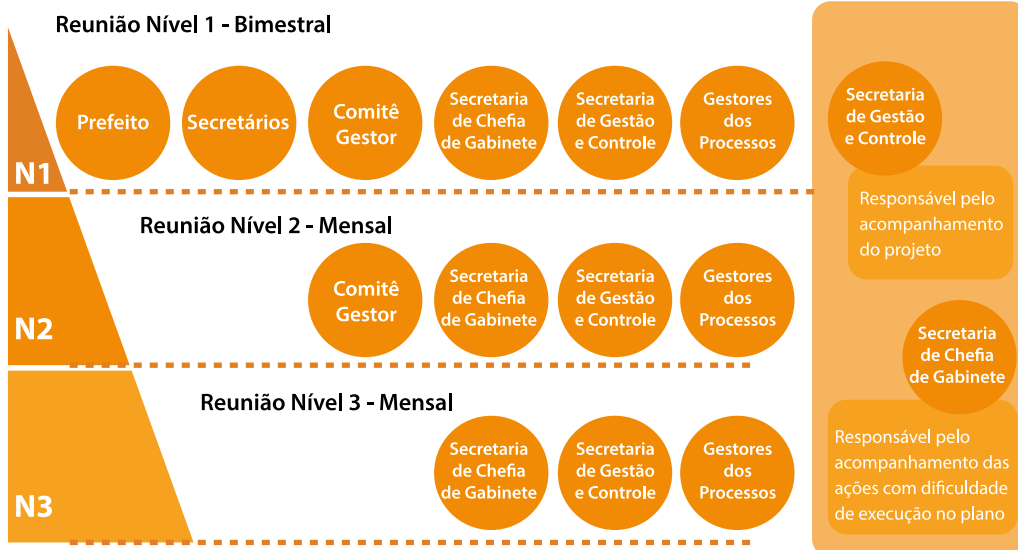 Reunião Nível 1 - Bimestral
Prefeito
Secretários
Comitê
Gestor
Secretaria
de Chefia
de Gabinete
Secretaria
de Gestão
e Controle
Gestores
dos
Processos
N1
Reunião Nível 2 - Mensal
Comitê
Gestor
Secretaria
de Chefia
de Gabinete
Secretaria
de Gestão
e Controle
Gestores
dos
Processos
N2
Reunião Nível 3 - Mensal
Secretaria
de Chefia
de Gabinete
Secretaria
de Gestão
e Controle
Gestores
dos
Processos
N3
Secretaria
de Gestão
e Controle
Responsável pelo
acompanhamento
do projeto
Secretaria
de Chefia
de Gabinete
Responsável pelo
acompanhamento das
ações com dificuldade
de execução no plano